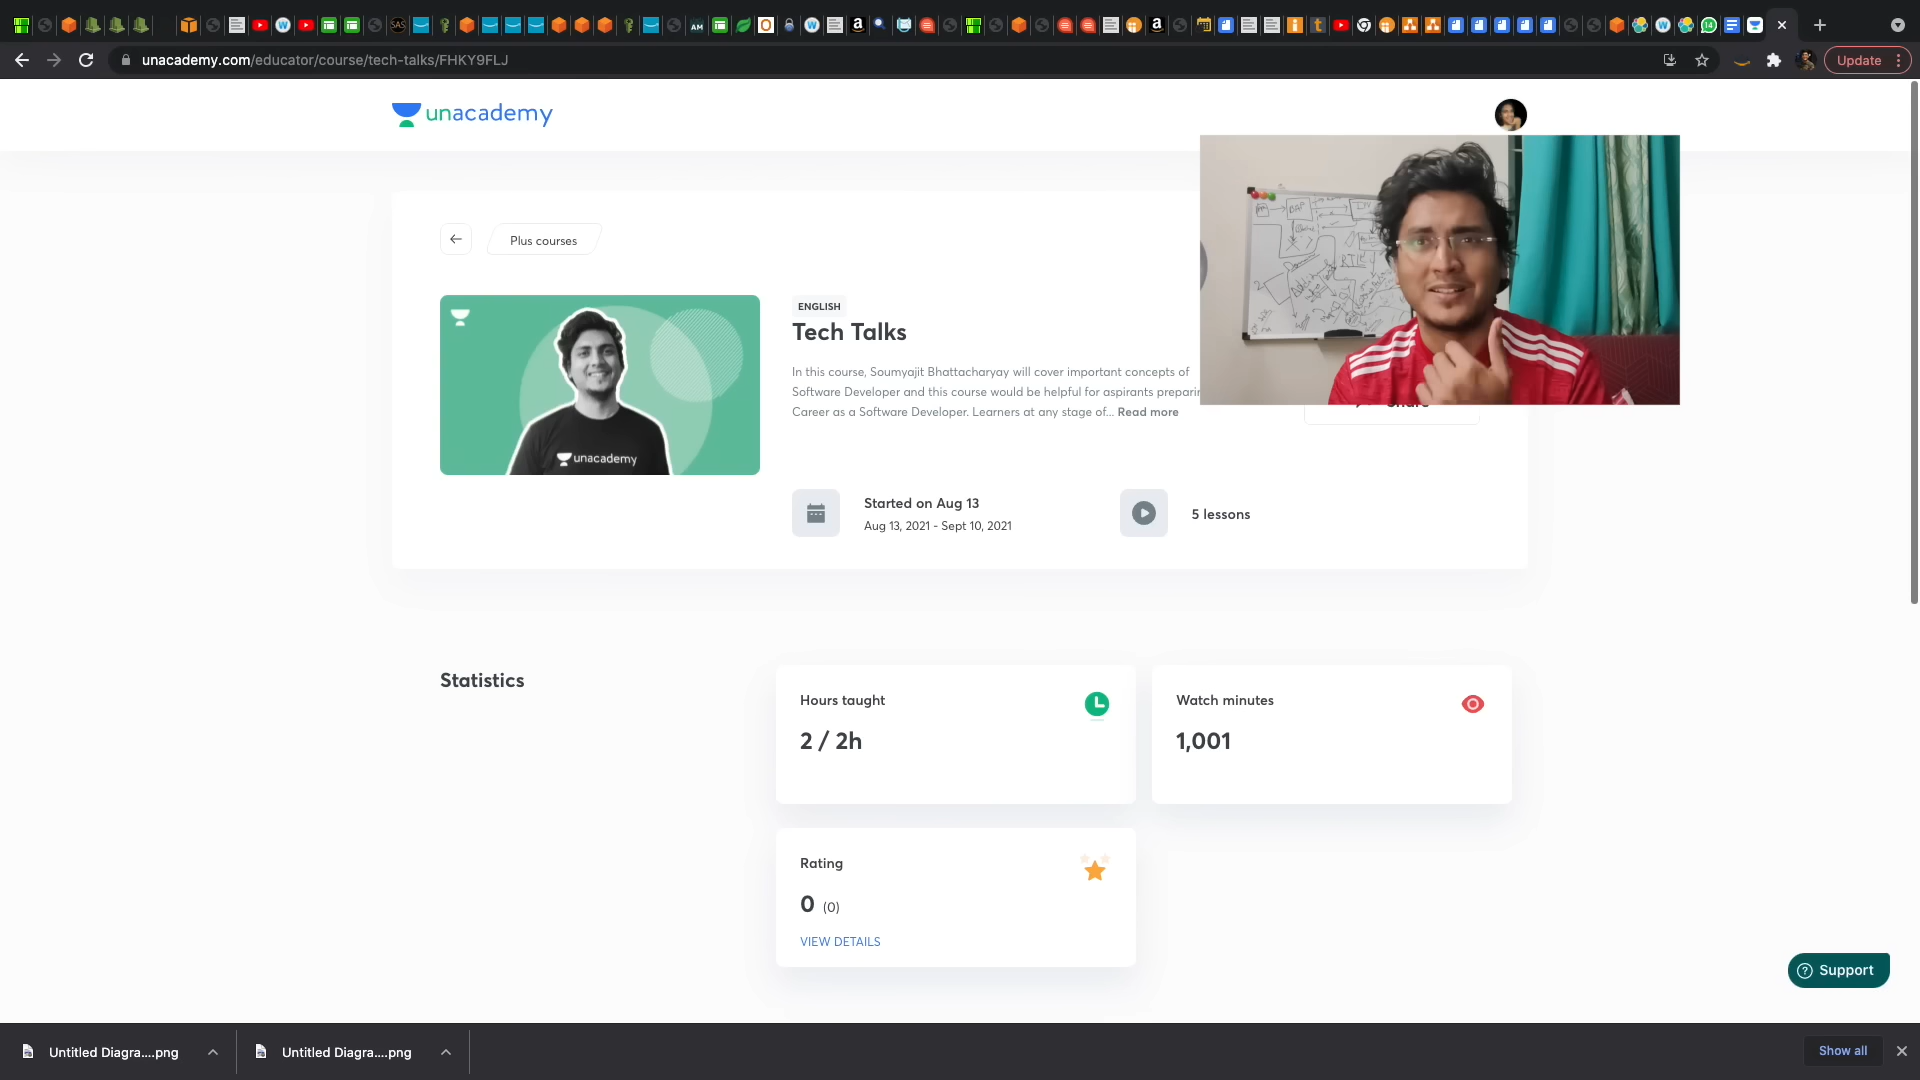 unacademy.com/educator/course/tech-talks/FHKY9FLJ
Update
unacademy
Plus courses
ENGLISH
Tech Talks
In this course, Soumyajit Bhattacharyay will cover important concepts of
Software Developer and this course would be helpful for aspirants
Career as a Software Developer. Learners at any stage of... Read more
unacademy
Started on Aug 13
Aug 13, 2021 - Sept 10, 2021
5 lessons
Statistics
Hours taught
2 / 2h
Watch minutes
1,001
Rating
0 (0)
VIEW DETAILS
Support
Untitled Diagra....png
Untitled Diagra....png
Show all